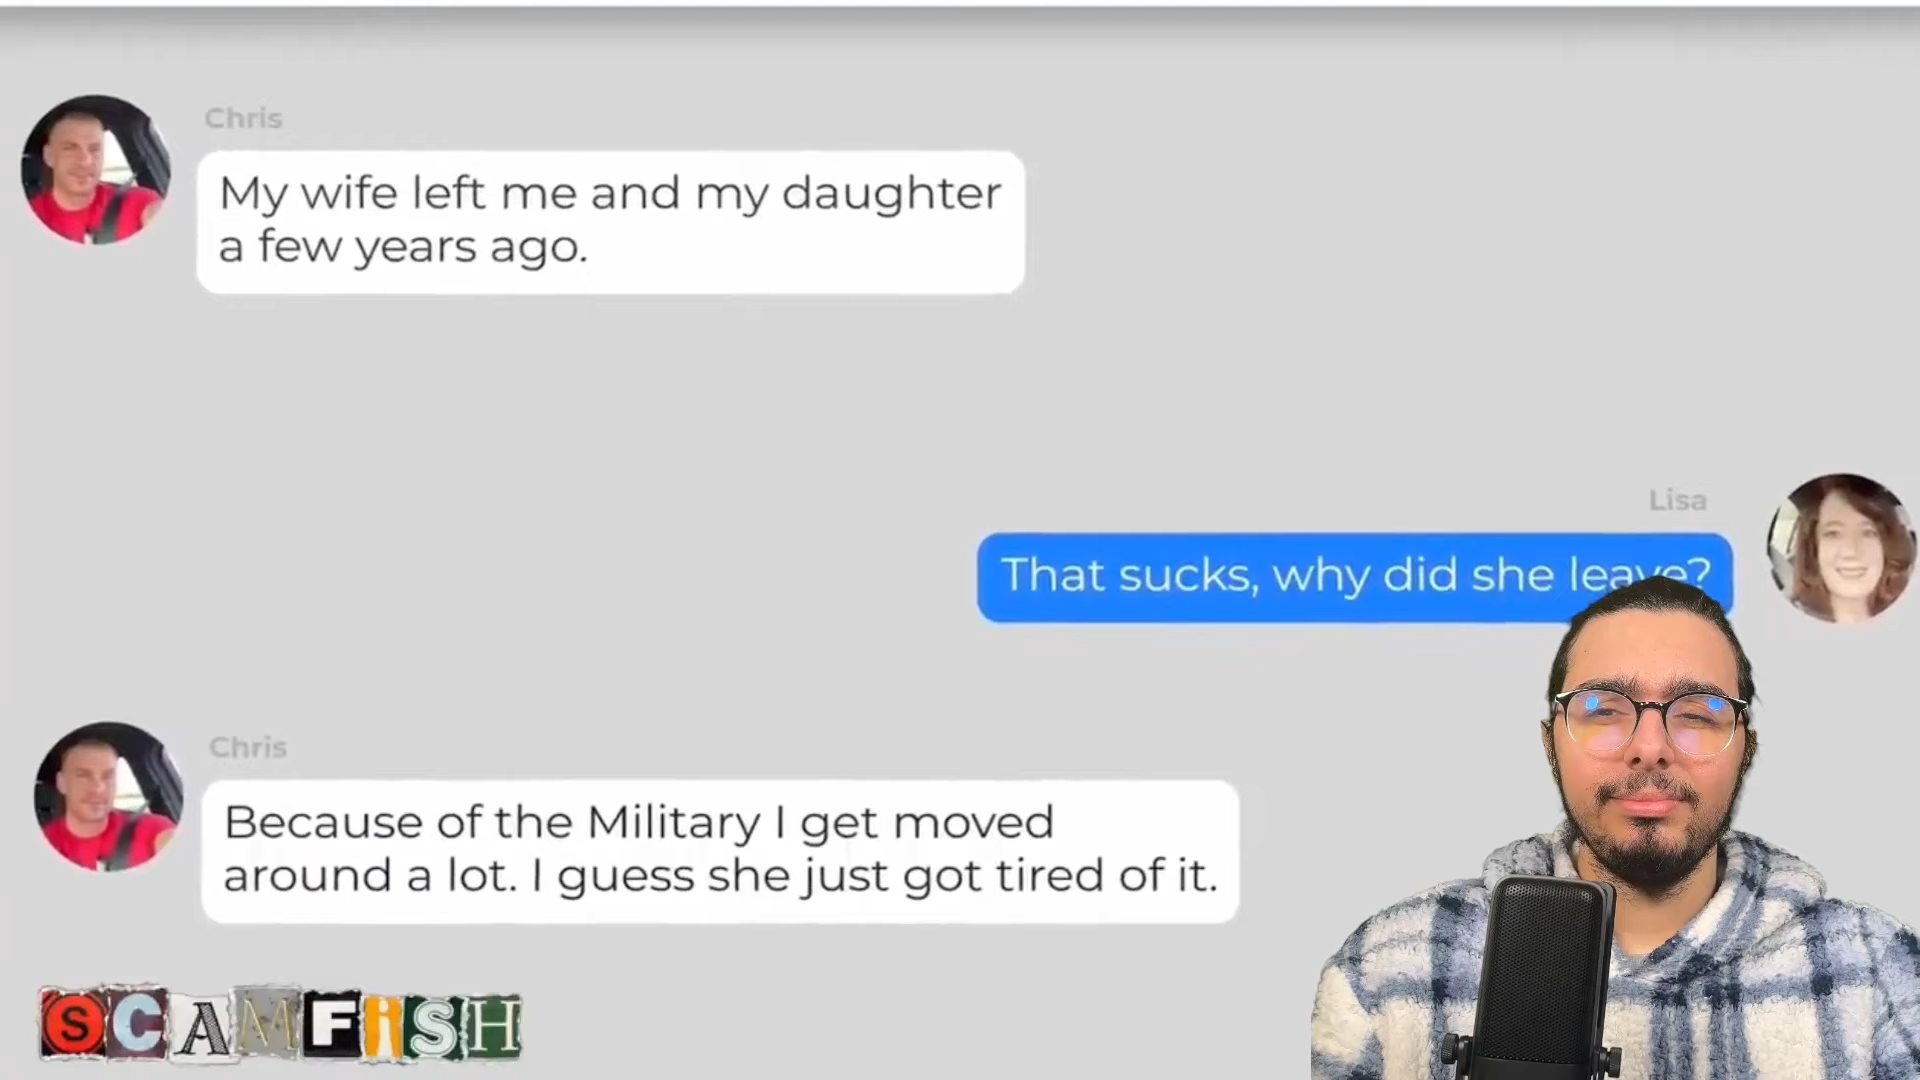 Chris
My wife left me and my daughter
a few years ago.
Lisa
That sucks, why did she leave?
Chris
Because of the Military I get moved
around a lot. I guess she just got tired of it.
SCAMFiSH